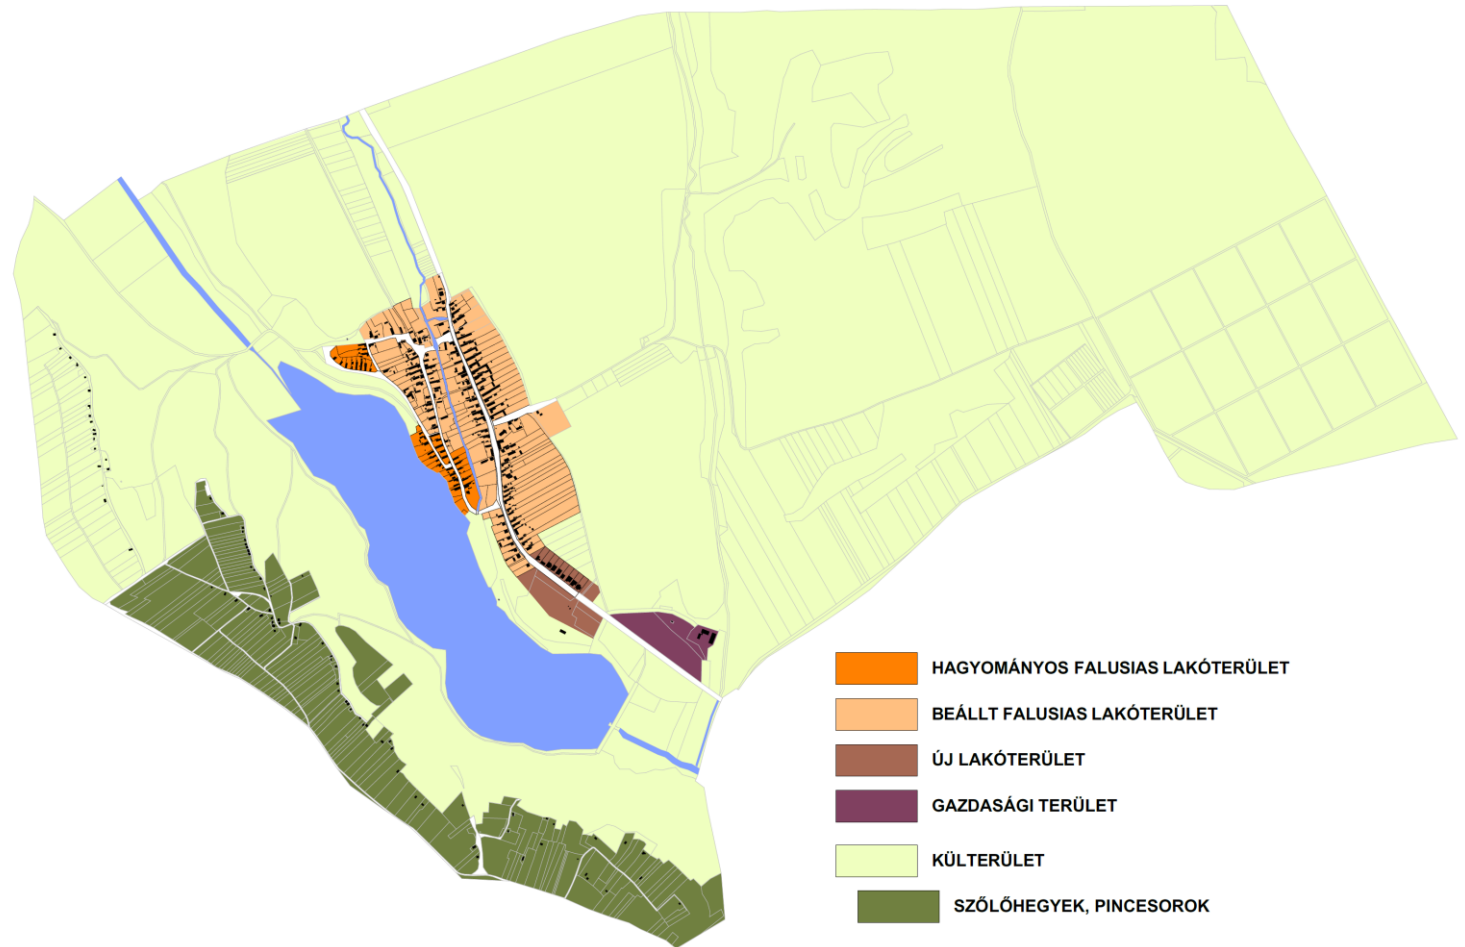 HAGYOMÁNYOS FALUSIAS LAKÓTERÜLET
BEÁLLT FALUSIAS LAKÓTERÜLET
ÚJ LAKÓTERÜLET
GAZDASÁGI TERÜLET
KÜLTERÜLET
SZŐLŐHEGYEK, PINCESOROK